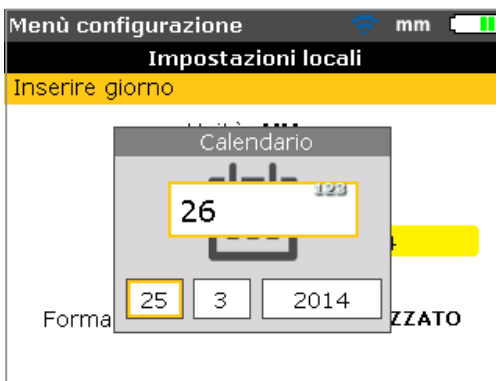 Menù configurazione mm
Impostazioni locali
Inserire giorno
Calendario
123
26
25 3 2014
Forma ZZATO